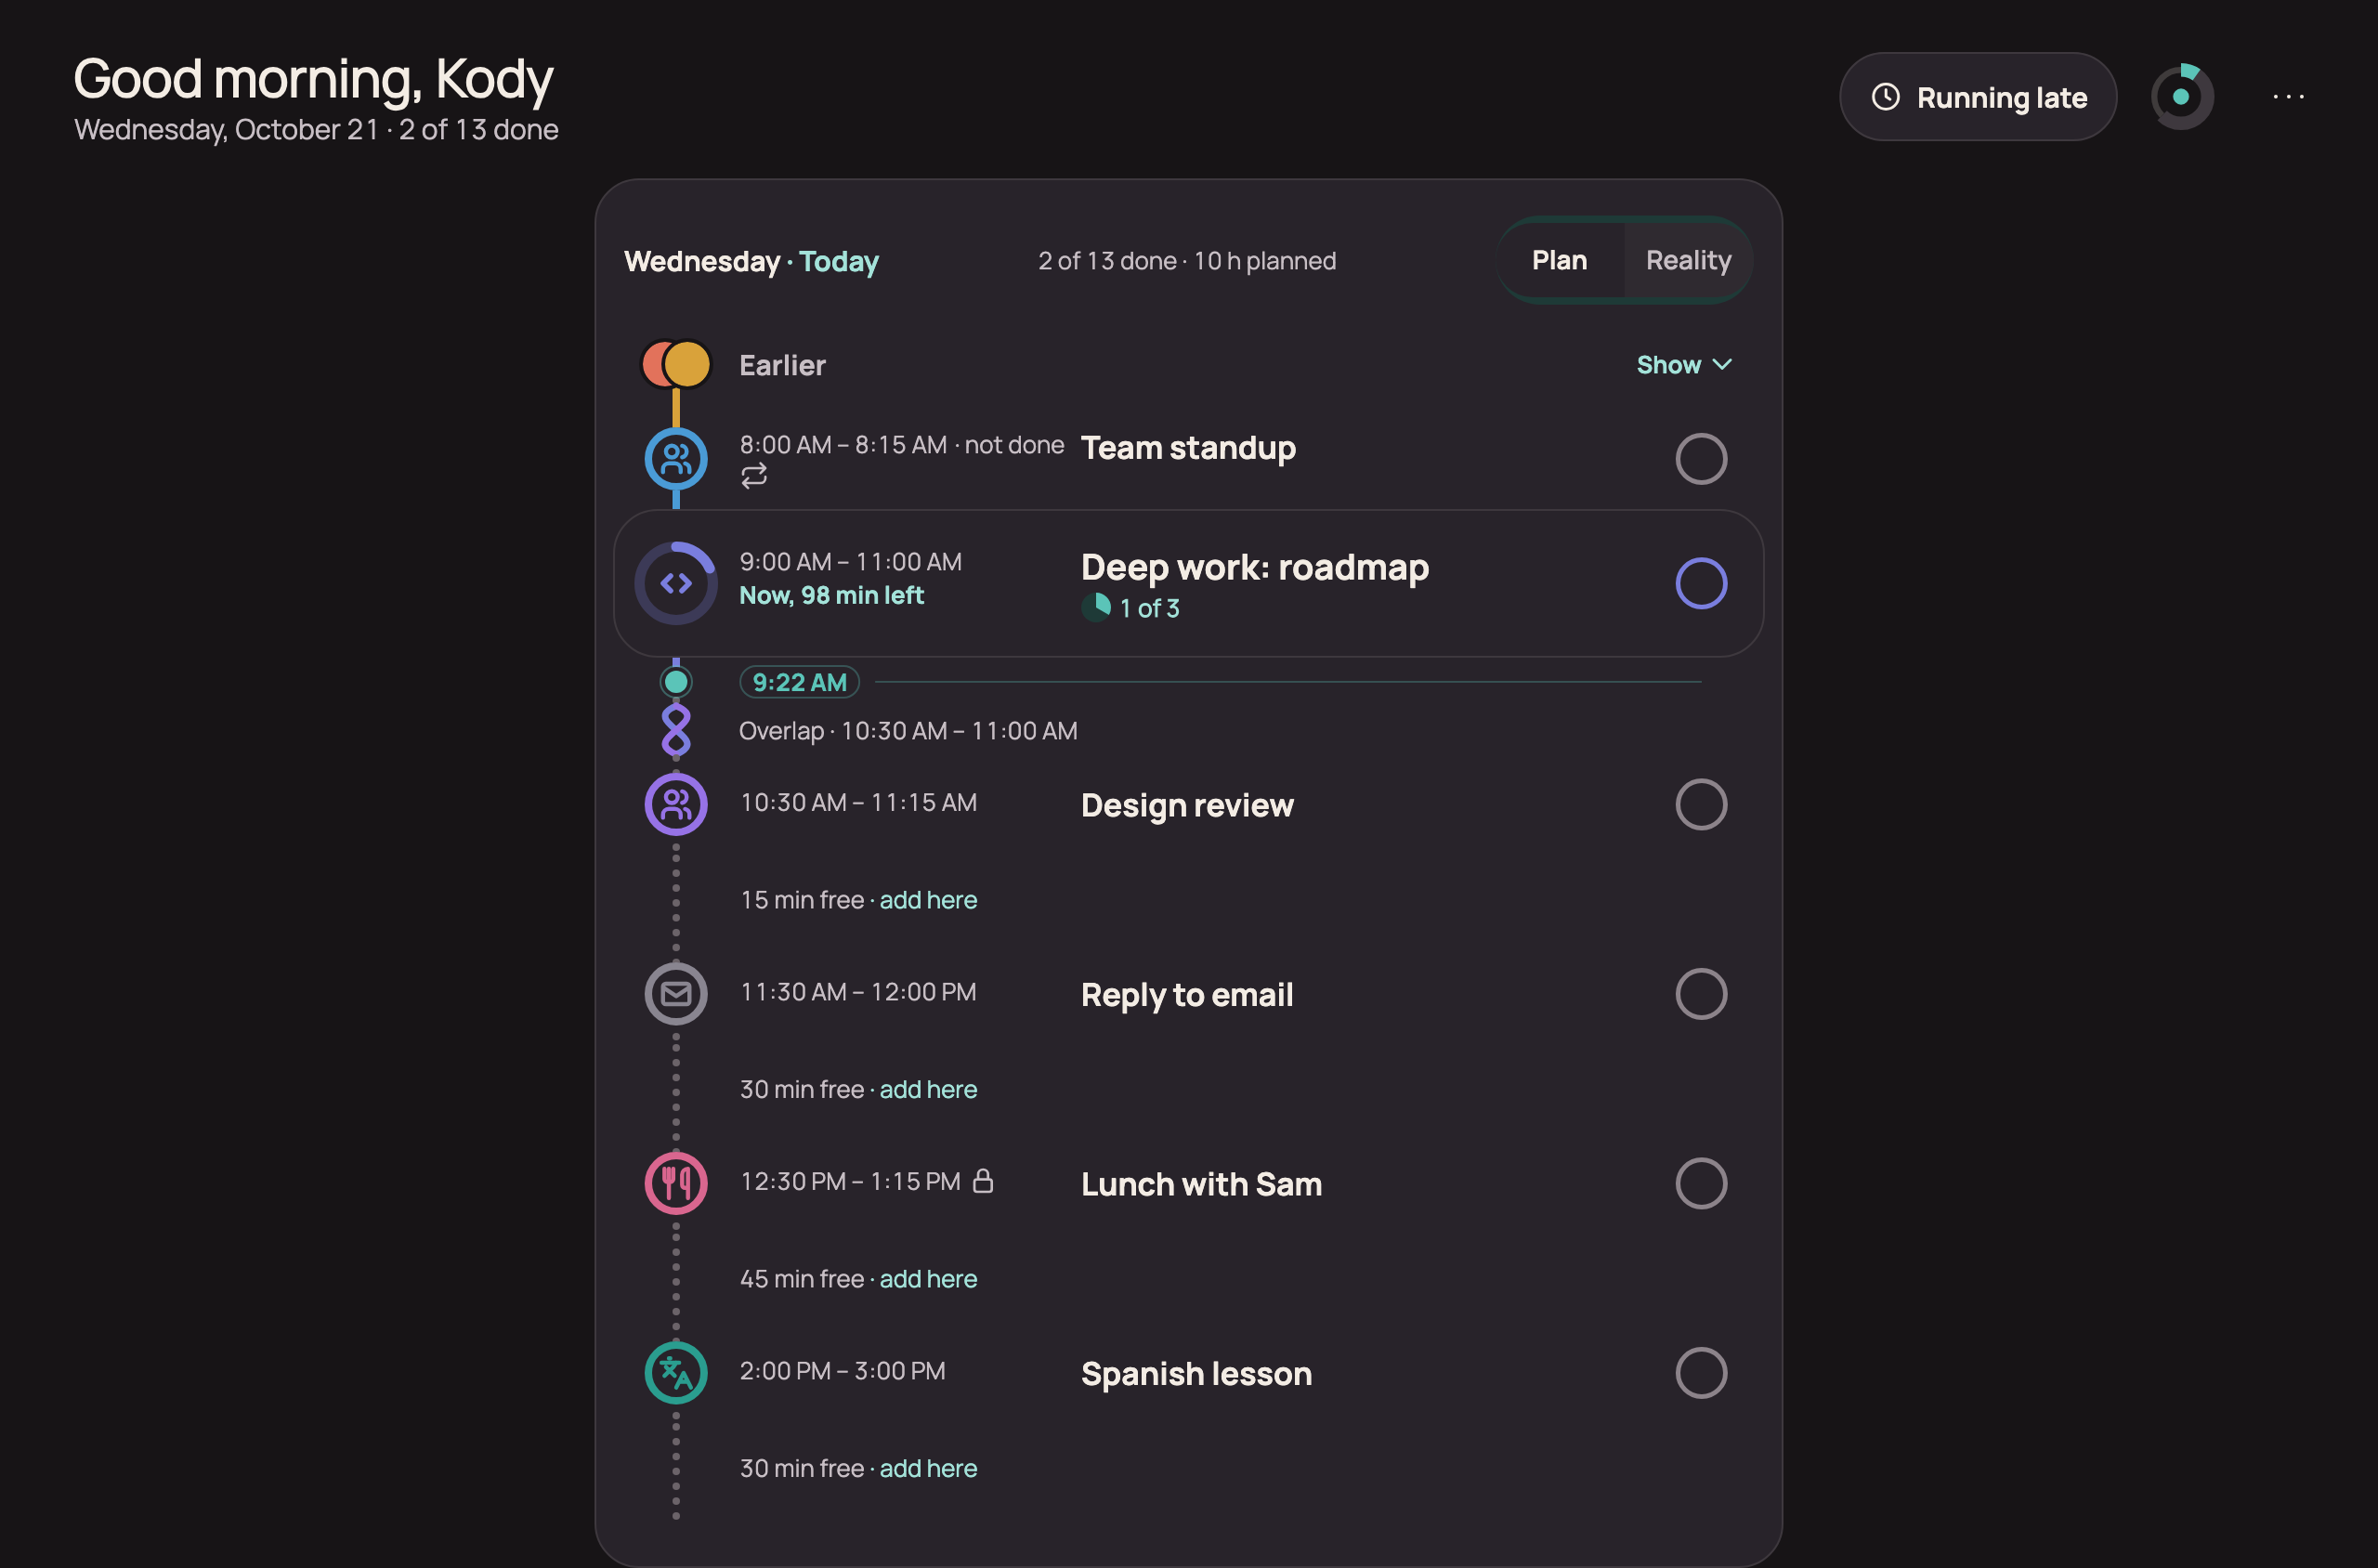 Good morning, Kody
Wednesday, October 21 · 2 of 13 done
Running late
···
Wednesday · Today
2 of 13 done · 10 h planned
Plan
Reality
Earlier
Show
8:00 AM – 8:15 AM · not done
Team standup
9:00 AM – 11:00 AM
Now, 98 min left
Deep work: roadmap
1 of 3
9:22 AM
Overlap · 10:30 AM – 11:00 AM
10:30 AM – 11:15 AM
Design review
15 min free · add here
11:30 AM – 12:00 PM
Reply to email
30 min free · add here
12:30 PM – 1:15 PM
Lunch with Sam
45 min free · add here
2:00 PM – 3:00 PM
Spanish lesson
30 min free · add here